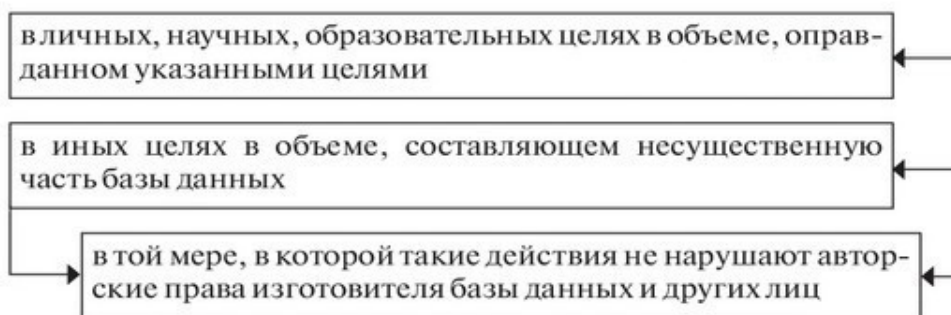 в личных, научных, образовательных целях в объеме, оправ-
данном указанными целями
в иных целях в объеме, составляющем несущественную
часть базы данных
в той мере, в которой такие действия не нарушают автор-
ские права изготовителя базы данных и других лиц